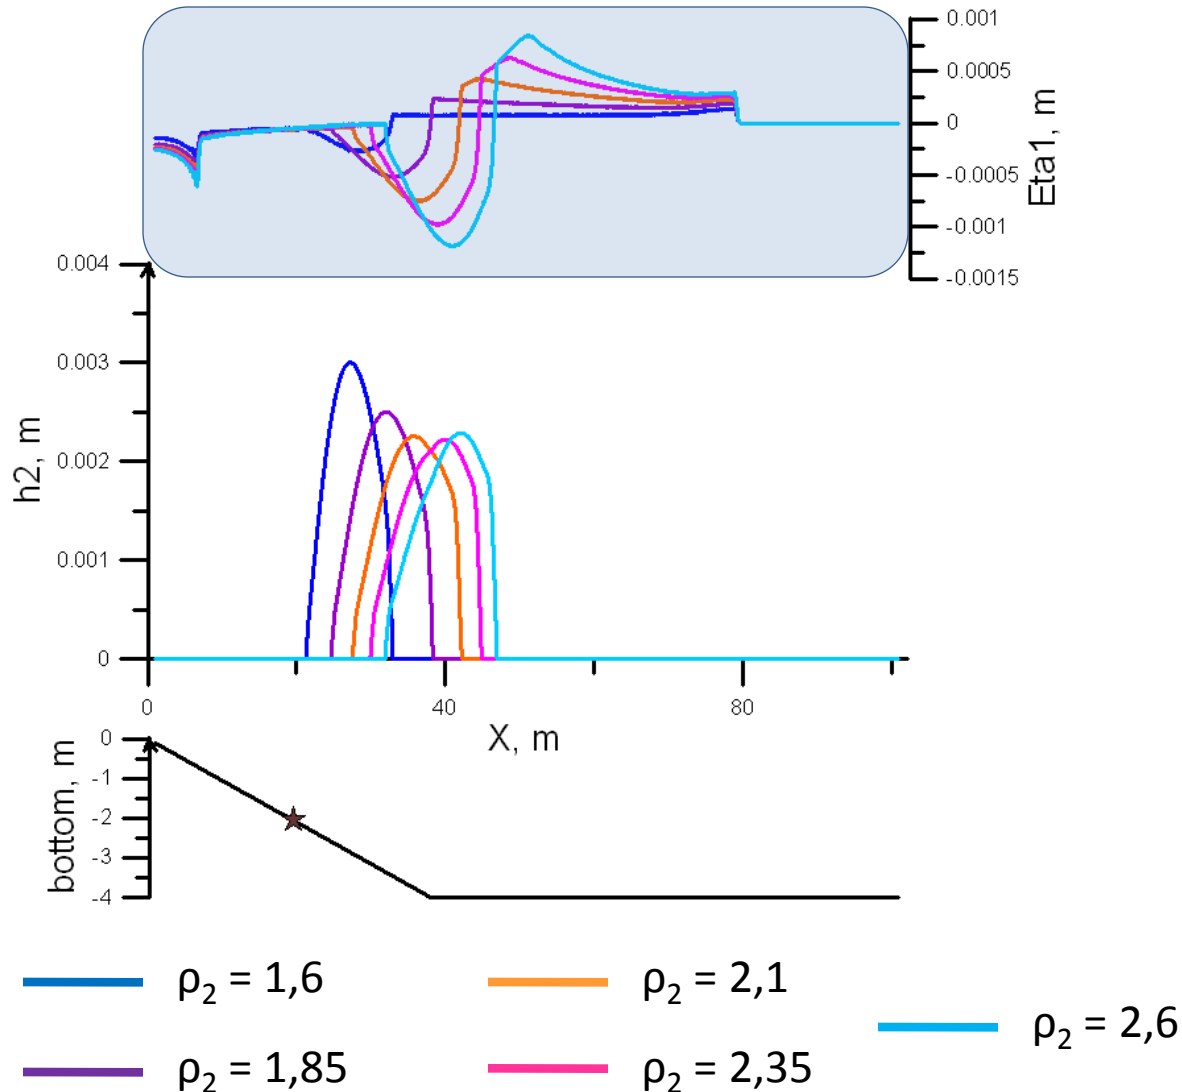 0.001
0.0005
0
-0.0005
-0.001
-0.0015
Eta1, m
0.004
0.003
0.002
0.001
0
h2, m
0
40
80
X, m
0
-1
-2
-3
-4
bottom, m
ρ2 = 1,6
ρ2 = 2,1
ρ2 = 2,6
ρ2 = 1,85
ρ2 = 2,35